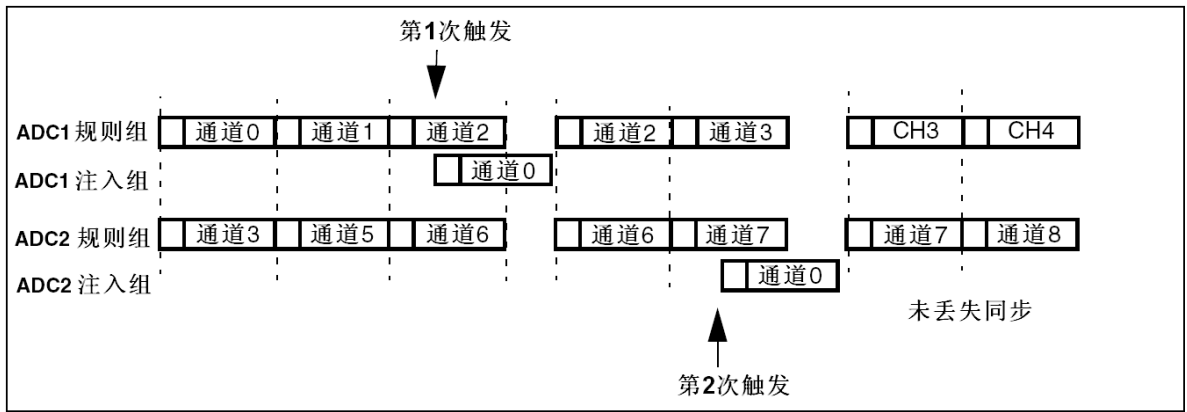 第1次触发
ADC1 规则组 通道0 通道1 通道2 通道2 通道3 CH3 CH4
ADC1 注入组 通道0
ADC2 规则组 通道3 通道5 通道6 通道6 通道7 通道7 通道8
ADC2 注入组 通道0
未丢失同步
第2次触发